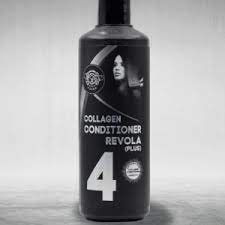 COLLAGEN
CONDITIONER
REVOLA
(PLUS)
4